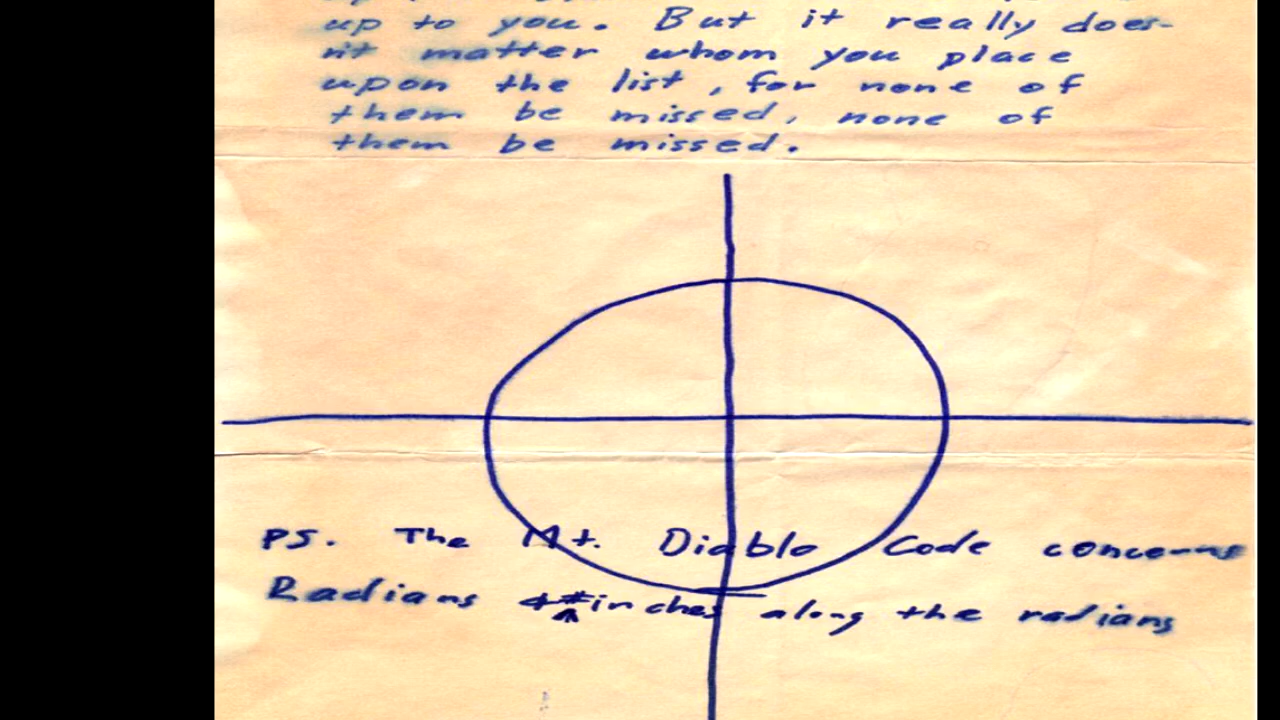 up to you. But it really does-
n't matter whom you place
upon the list, for none of
them be missed, none of
them be missed.
PS. The Mt. Diablo Code concerns
Radians & # inches along the radians